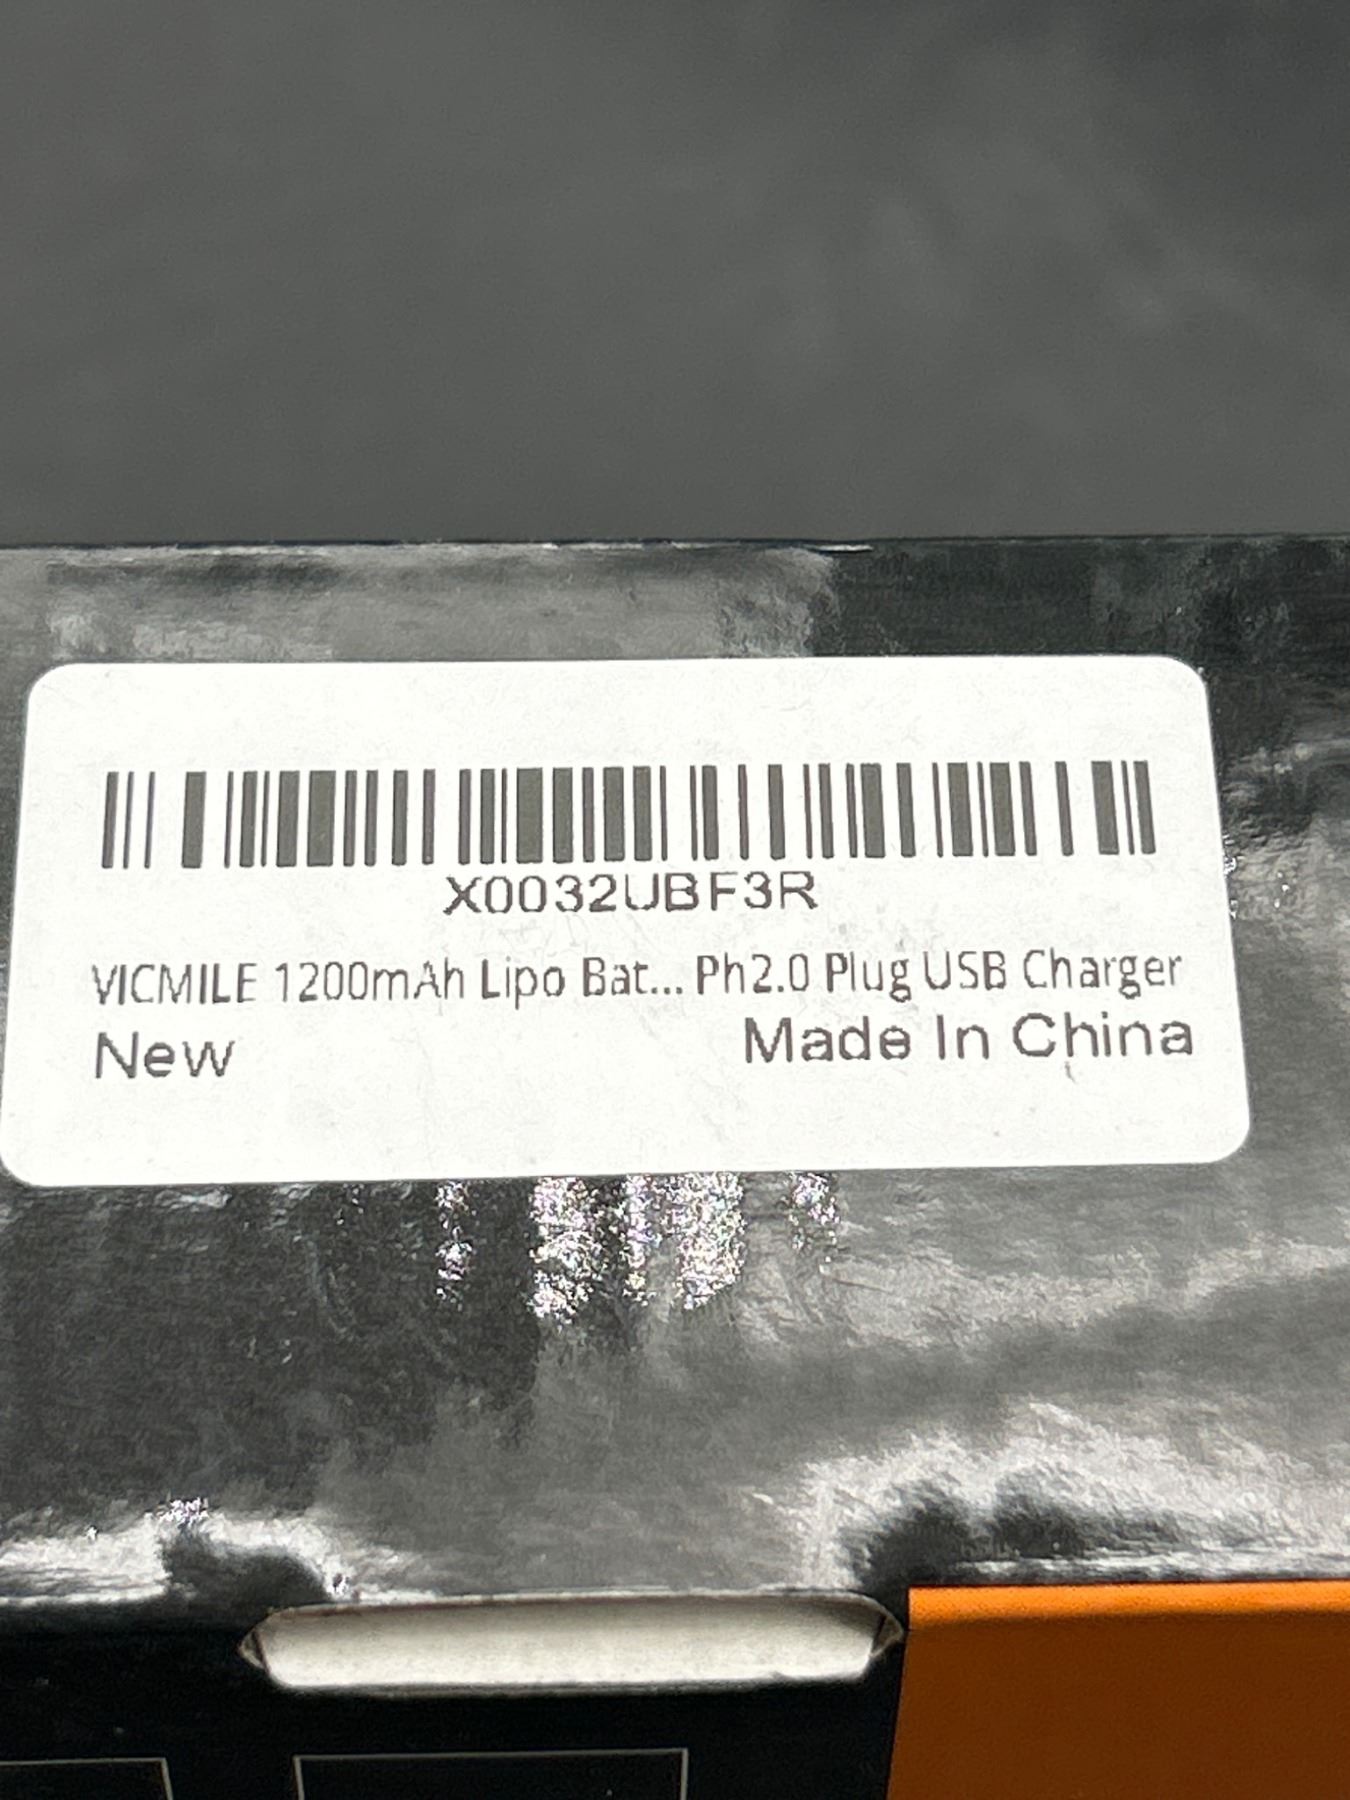 X0032UBF3R
VICMILE 1200mAh Lipo Bat... Ph2.0 Plug USB Charger
New
Made In China